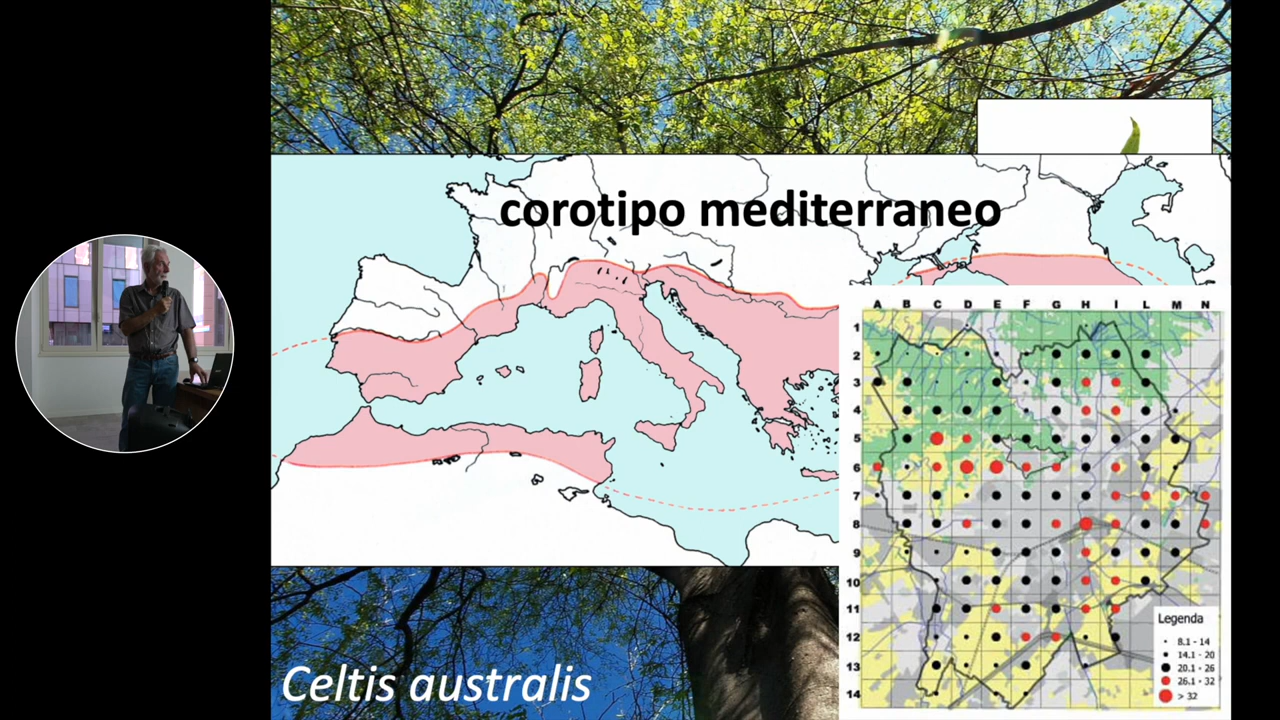 corotipo mediterraneo
A B C D E F G H I L M N
1
2
3
4
5
6
7
8
9
10
11
12
13
14
Legenda
8.1 - 14
14.1 - 20
20.1 - 26
26.1 - 32
> 32
Celtis australis